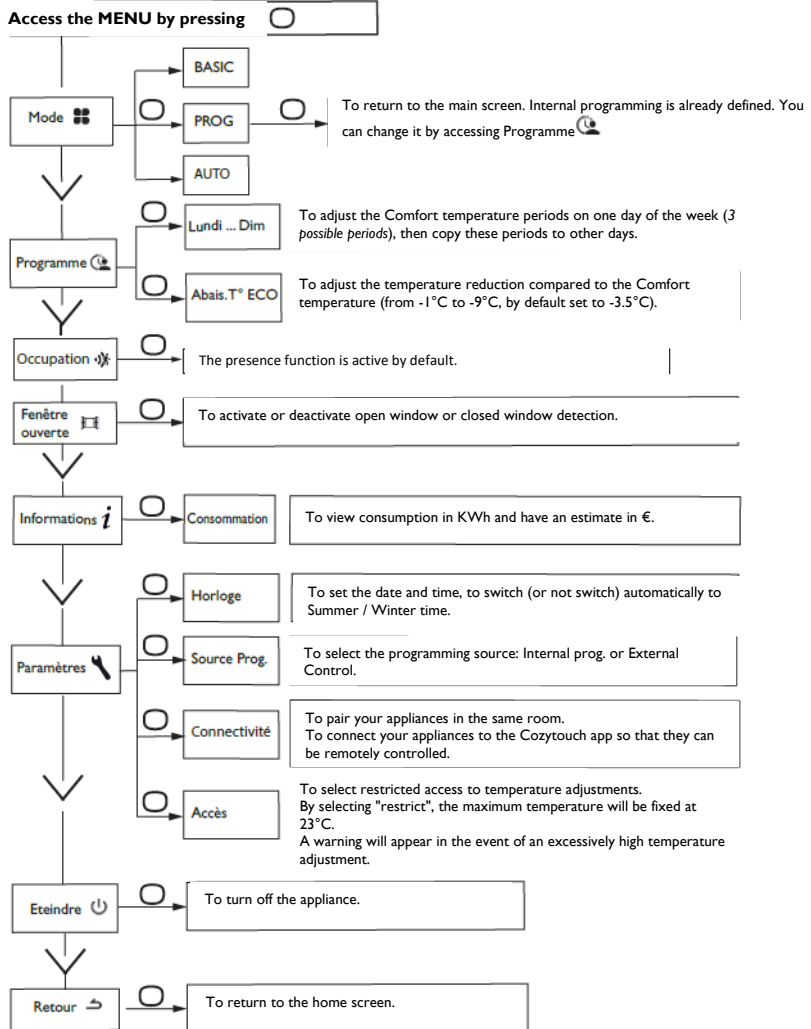 Access the MENU by pressing
BASIC
Mode
PROG
To return to the main screen. Internal programming is already defined. You
can change it by accessing Programme
AUTO
Programme
Lundi ... Dim
To adjust the Comfort temperature periods on one day of the week (3
possible periods), then copy these periods to other days.
Abais.T° ECO
To adjust the temperature reduction compared to the Comfort
temperature (from -1°C to -9°C, by default set to -3.5°C).
Occupation
The presence function is active by default.
Fenêtre
ouverte
To activate or deactivate open window or closed window detection.
Informations
Consommation
To view consumption in KWh and have an estimate in €.
Paramètres
Horloge
To set the date and time, to switch (or not switch) automatically to
Summer / Winter time.
Source Prog.
To select the programming source: Internal prog. or External
Control.
Connectivité
To pair your appliances in the same room.
To connect your appliances to the Cozytouch app so that they can
be remotely controlled.
Accès
To select restricted access to temperature adjustments.
By selecting "restrict", the maximum temperature will be fixed at
23°C.
A warning will appear in the event of an excessively high temperature
adjustment.
Eteindre
To turn off the appliance.
Retour
To return to the home screen.